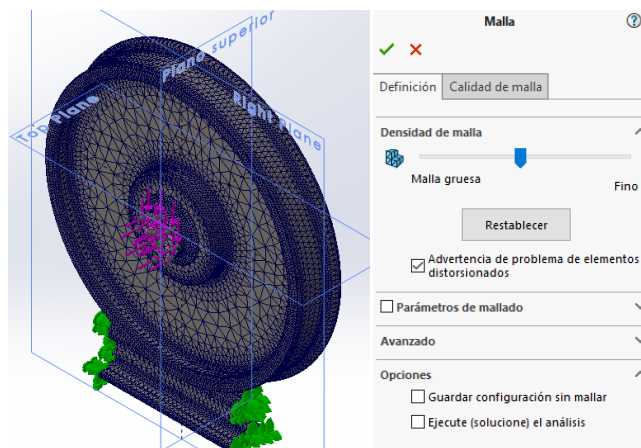 Plano superior
Top Plane
Right Plane
Malla
Definición
Calidad de malla
Densidad de malla
Malla gruesa
Fino
Restablecer
Advertencia de problema de elementos
distorsionados
Parámetros de mallado
Avanzado
Opciones
Guardar configuración sin mallar
Ejecute (solucione) el análisis